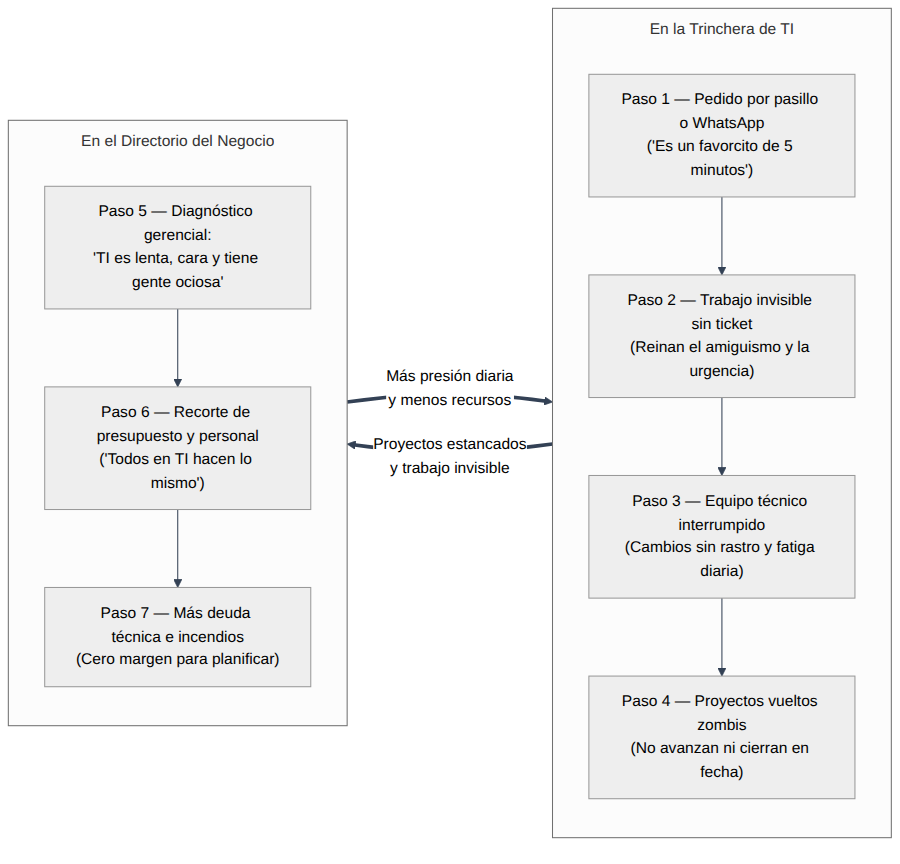 En la Trinchera de TI
Paso 1 — Pedido por pasillo
o WhatsApp
('Es un favorcito de 5
minutos')
Paso 2 — Trabajo invisible
sin ticket
(Reinan el amiguismo y la
urgencia)
Paso 3 — Equipo técnico
interrumpido
(Cambios sin rastro y fatiga
diaria)
Paso 4 — Proyectos vueltos
zombis
(No avanzan ni cierran en
fecha)
En el Directorio del Negocio
Paso 5 — Diagnóstico
gerencial:
'TI es lenta, cara y tiene
gente ociosa'
Paso 6 — Recorte de
presupuesto y personal
('Todos en TI hacen lo
mismo')
Paso 7 — Más deuda
técnica e incendios
(Cero margen para planificar)
Más presión diaria
y menos recursos
Proyectos estancados
y trabajo invisible